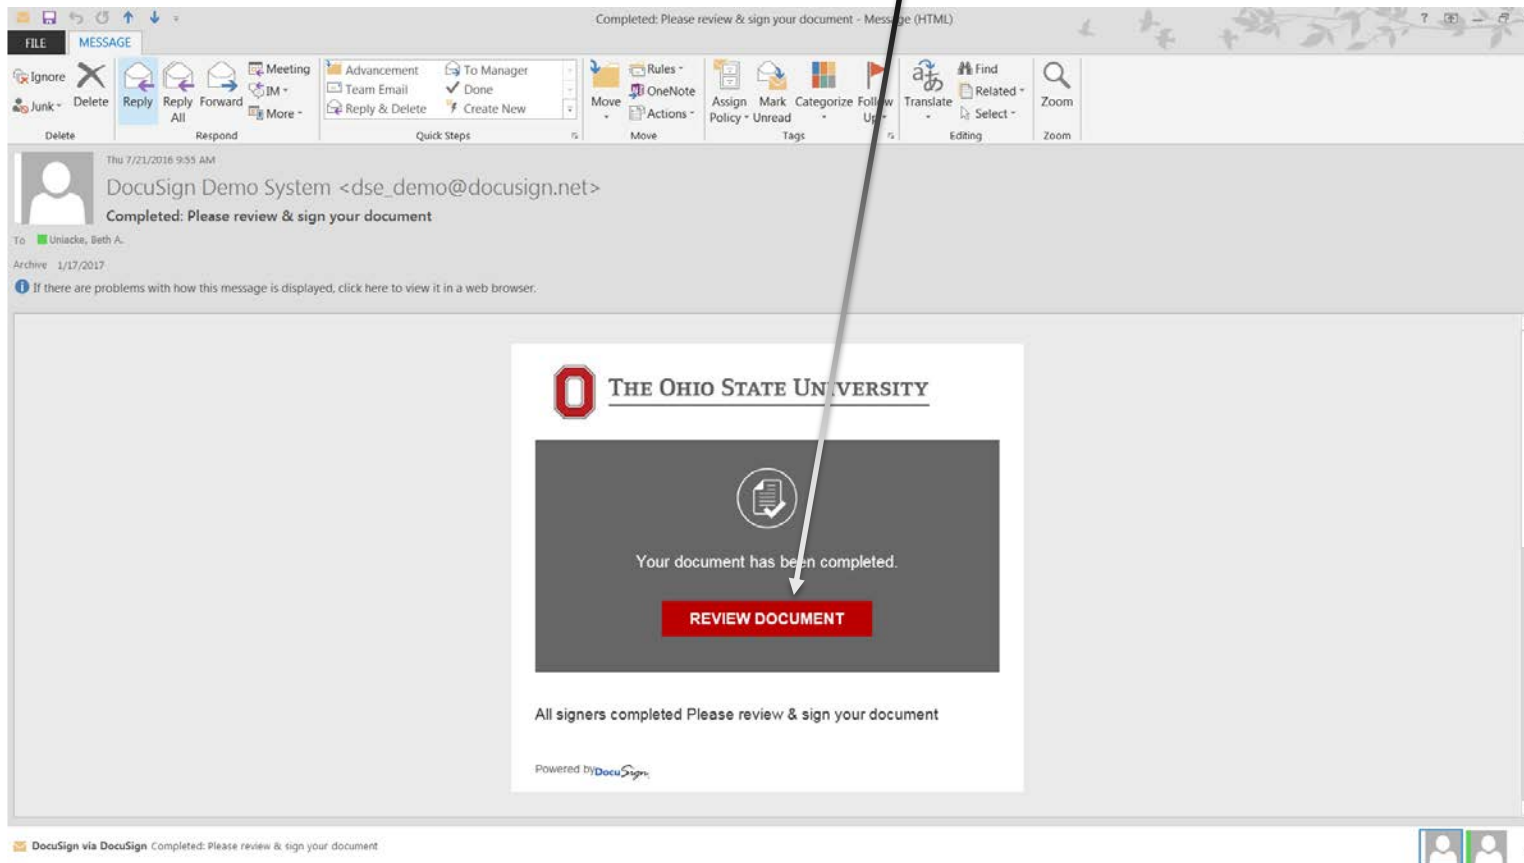 Completed: Please review & sign your document - Message (HTML)
?
FILE MESSAGE
Ignore
Junk
Delete
Reply
Reply All
Forward
Meeting
IM
More
Advancement
Team Email
Reply & Delete
To Manager
Done
Create New
Move
Rules
OneNote
Actions
Assign Policy
Mark Unread
Categorize
Follow Up
Translate
Find
Related
Select
Zoom
Delete Respond Quick Steps Move Tags Editing Zoom
Thu 7/21/2016 9:55 AM
DocuSign Demo System <dse_demo@docusign.net>
Completed: Please review & sign your document
To Uniacke, Beth A.
Archive 1/17/2017
If there are problems with how this message is displayed, click here to view it in a web browser.
THE OHIO STATE UNIVERSITY
Your document has been completed.
REVIEW DOCUMENT
All signers completed Please review & sign your document
Powered by DocuSign
DocuSign via DocuSign Completed: Please review & sign your document